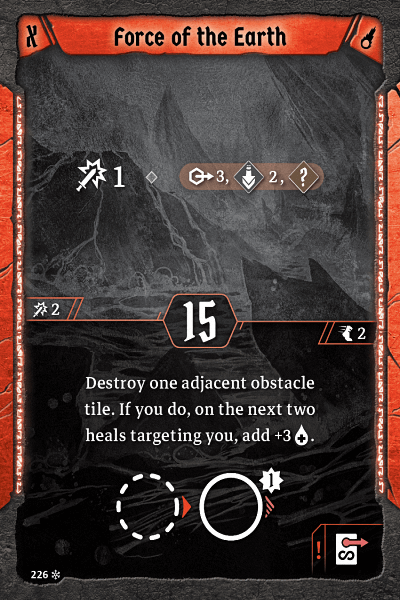 X
Force of the Earth
1
3, 2, ?
2
15
2
Destroy one adjacent obstacle
tile. If you do, on the next two
heals targeting you, add +3.
1
!
226